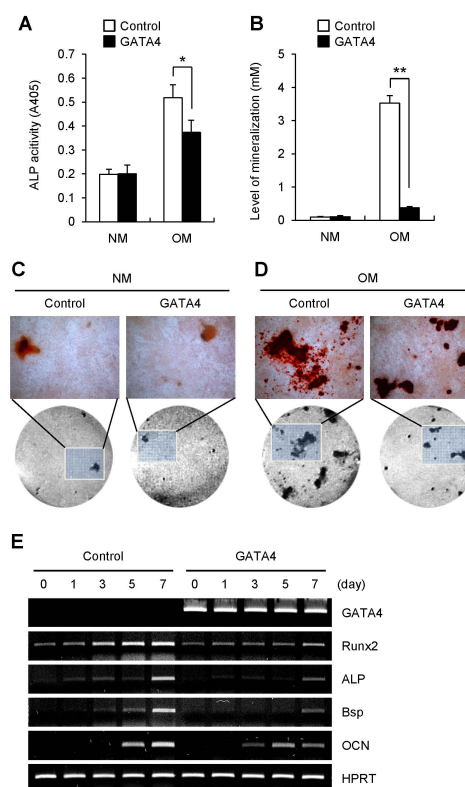 A
B
Control
GATA4
Control
GATA4
ALP acitivity (A405)
0.7
0.6
0.5
0.4
0.3
0.2
0.1
0
*
NM
OM
Level of mineralization (mM)
5
4
3
2
1
0
**
NM
OM
C
NM
Control
GATA4
D
OM
Control
GATA4
E
Control
GATA4
0 1 3 5 7 0 1 3 5 7 (day)
GATA4
Runx2
ALP
Bsp
OCN
HPRT